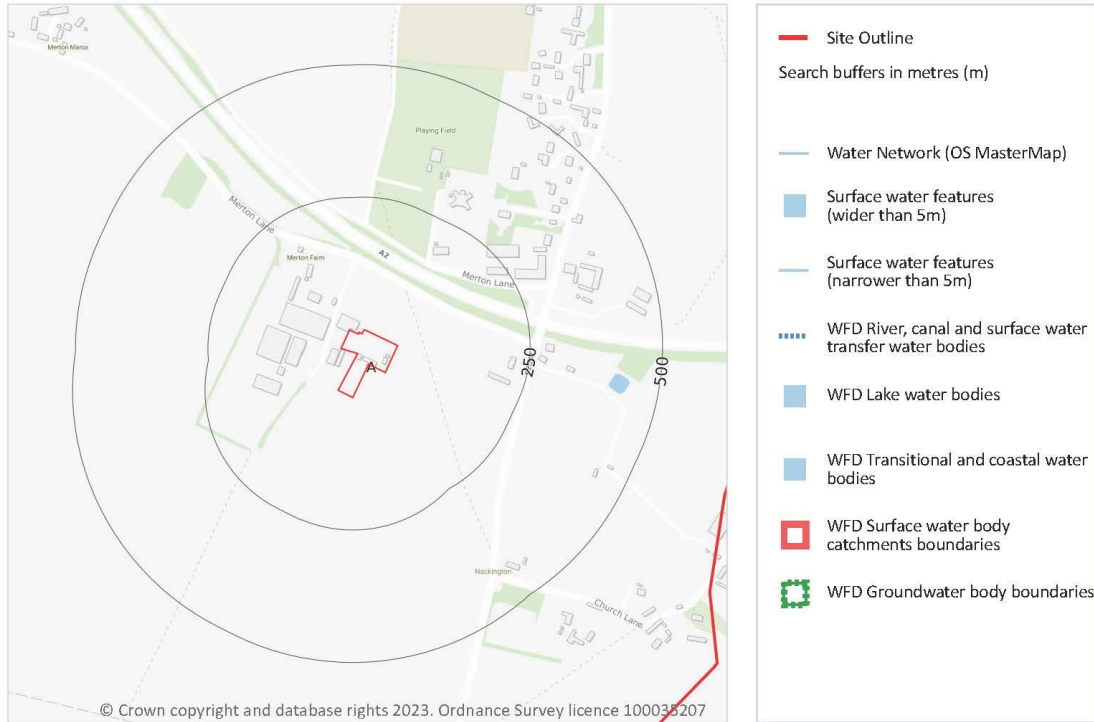 Merton Manor
Playing Field
Merton Lane
A2
Merton Farm
Merton Lane
A
250
500
Nackington
Church Lane
© Crown copyright and database rights 2023. Ordnance Survey licence 100035207
Site Outline
Search buffers in metres (m)
Water Network (OS MasterMap)
Surface water features
(wider than 5m)
Surface water features
(narrower than 5m)
WFD River, canal and surface water
transfer water bodies
WFD Lake water bodies
WFD Transitional and coastal water
bodies
WFD Surface water body
catchments boundaries
WFD Groundwater body boundaries